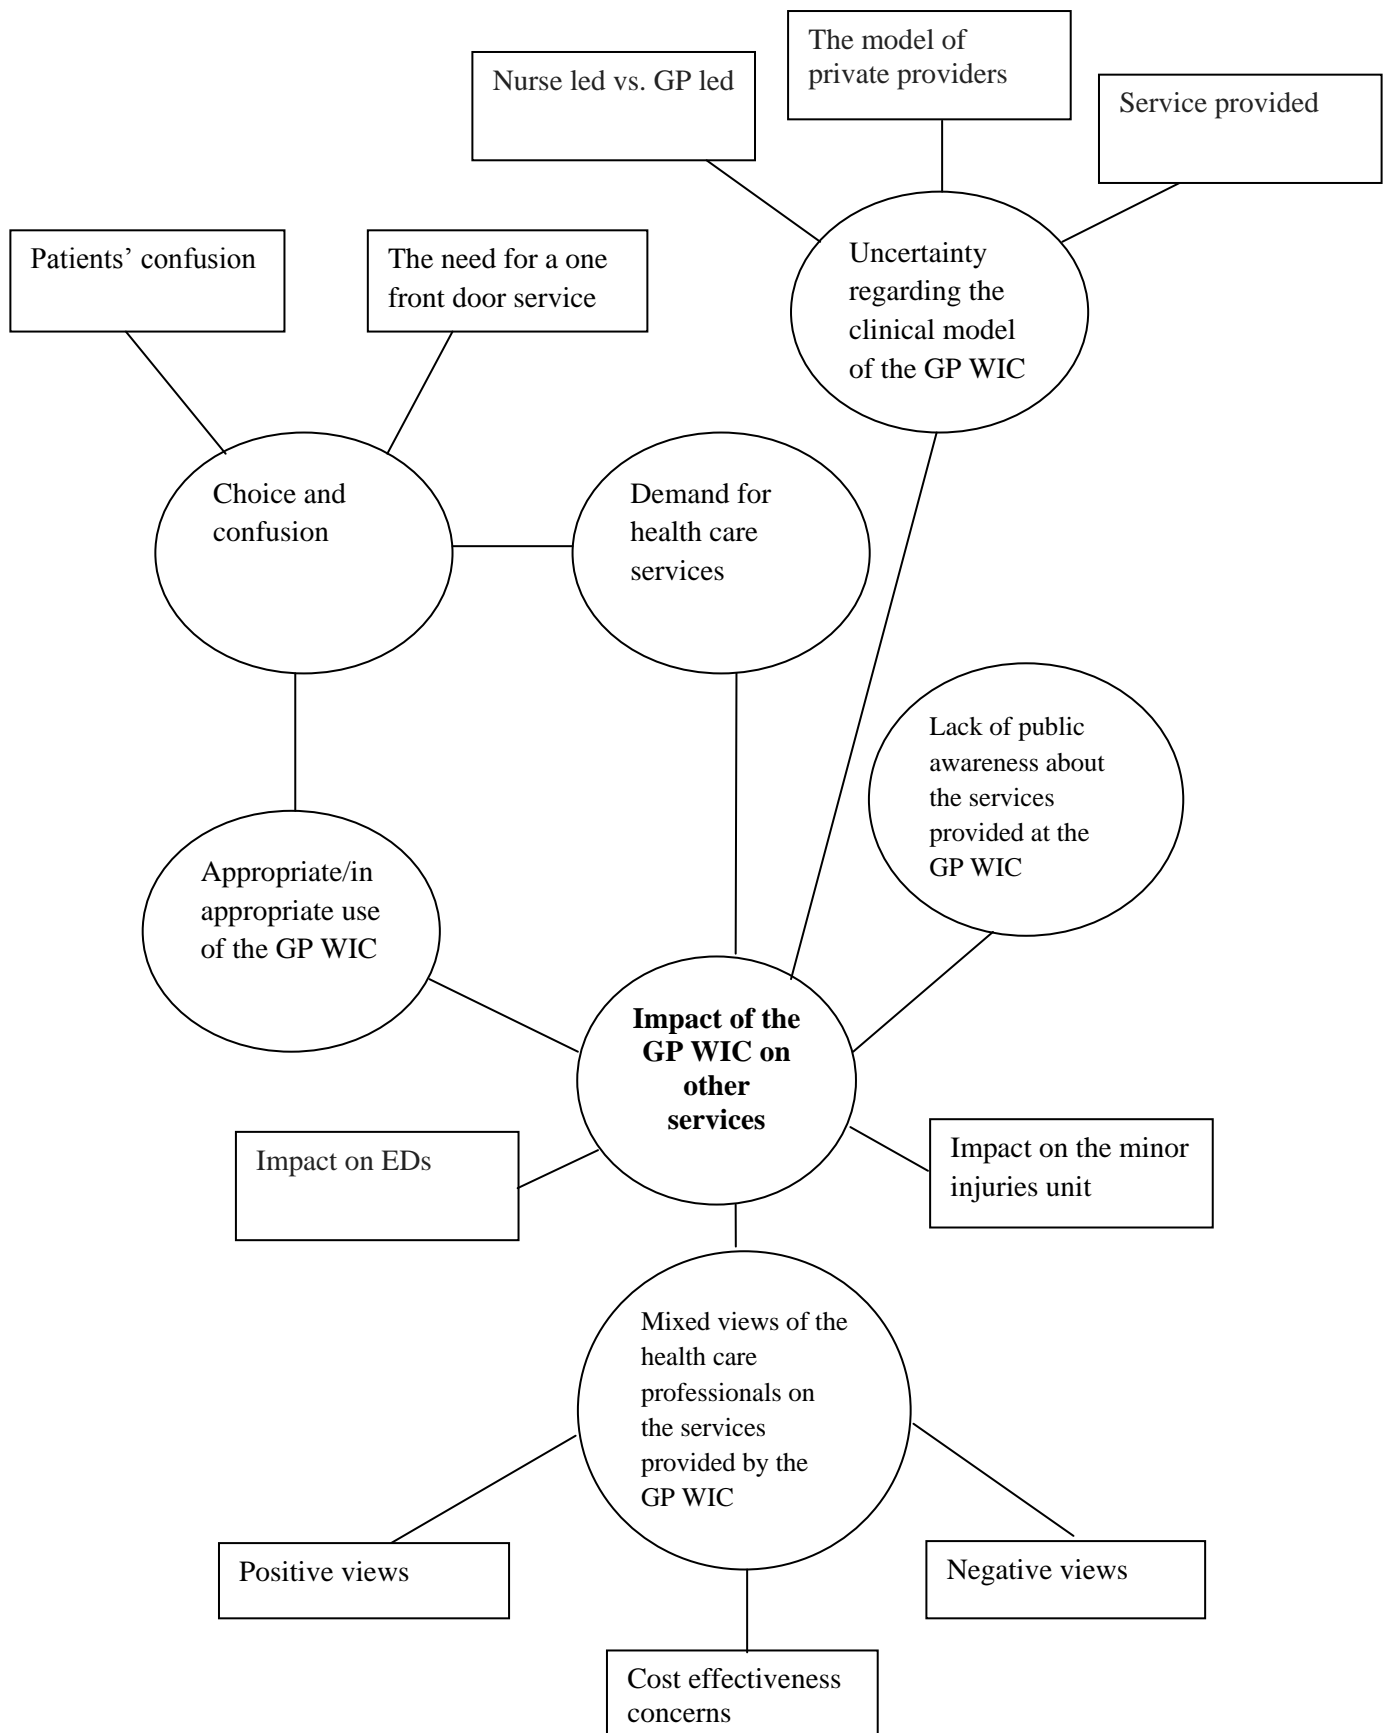 The model of
private providers
Nurse led vs. GP led
Service provided
Patients’ confusion
The need for a one
front door service
Uncertainty
regarding the
clinical model
of the GP WIC
Choice and
confusion
Demand for
health care
services
Lack of public
awareness about
the services
provided at the
GP WIC
Appropriate/in
appropriate use
of the GP WIC
Impact of the
GP WIC on
other
services
Impact on EDs
Impact on the minor
injuries unit
Mixed views of the
health care
professionals on
the services
provided by the
GP WIC
Positive views
Negative views
Cost effectiveness
concerns